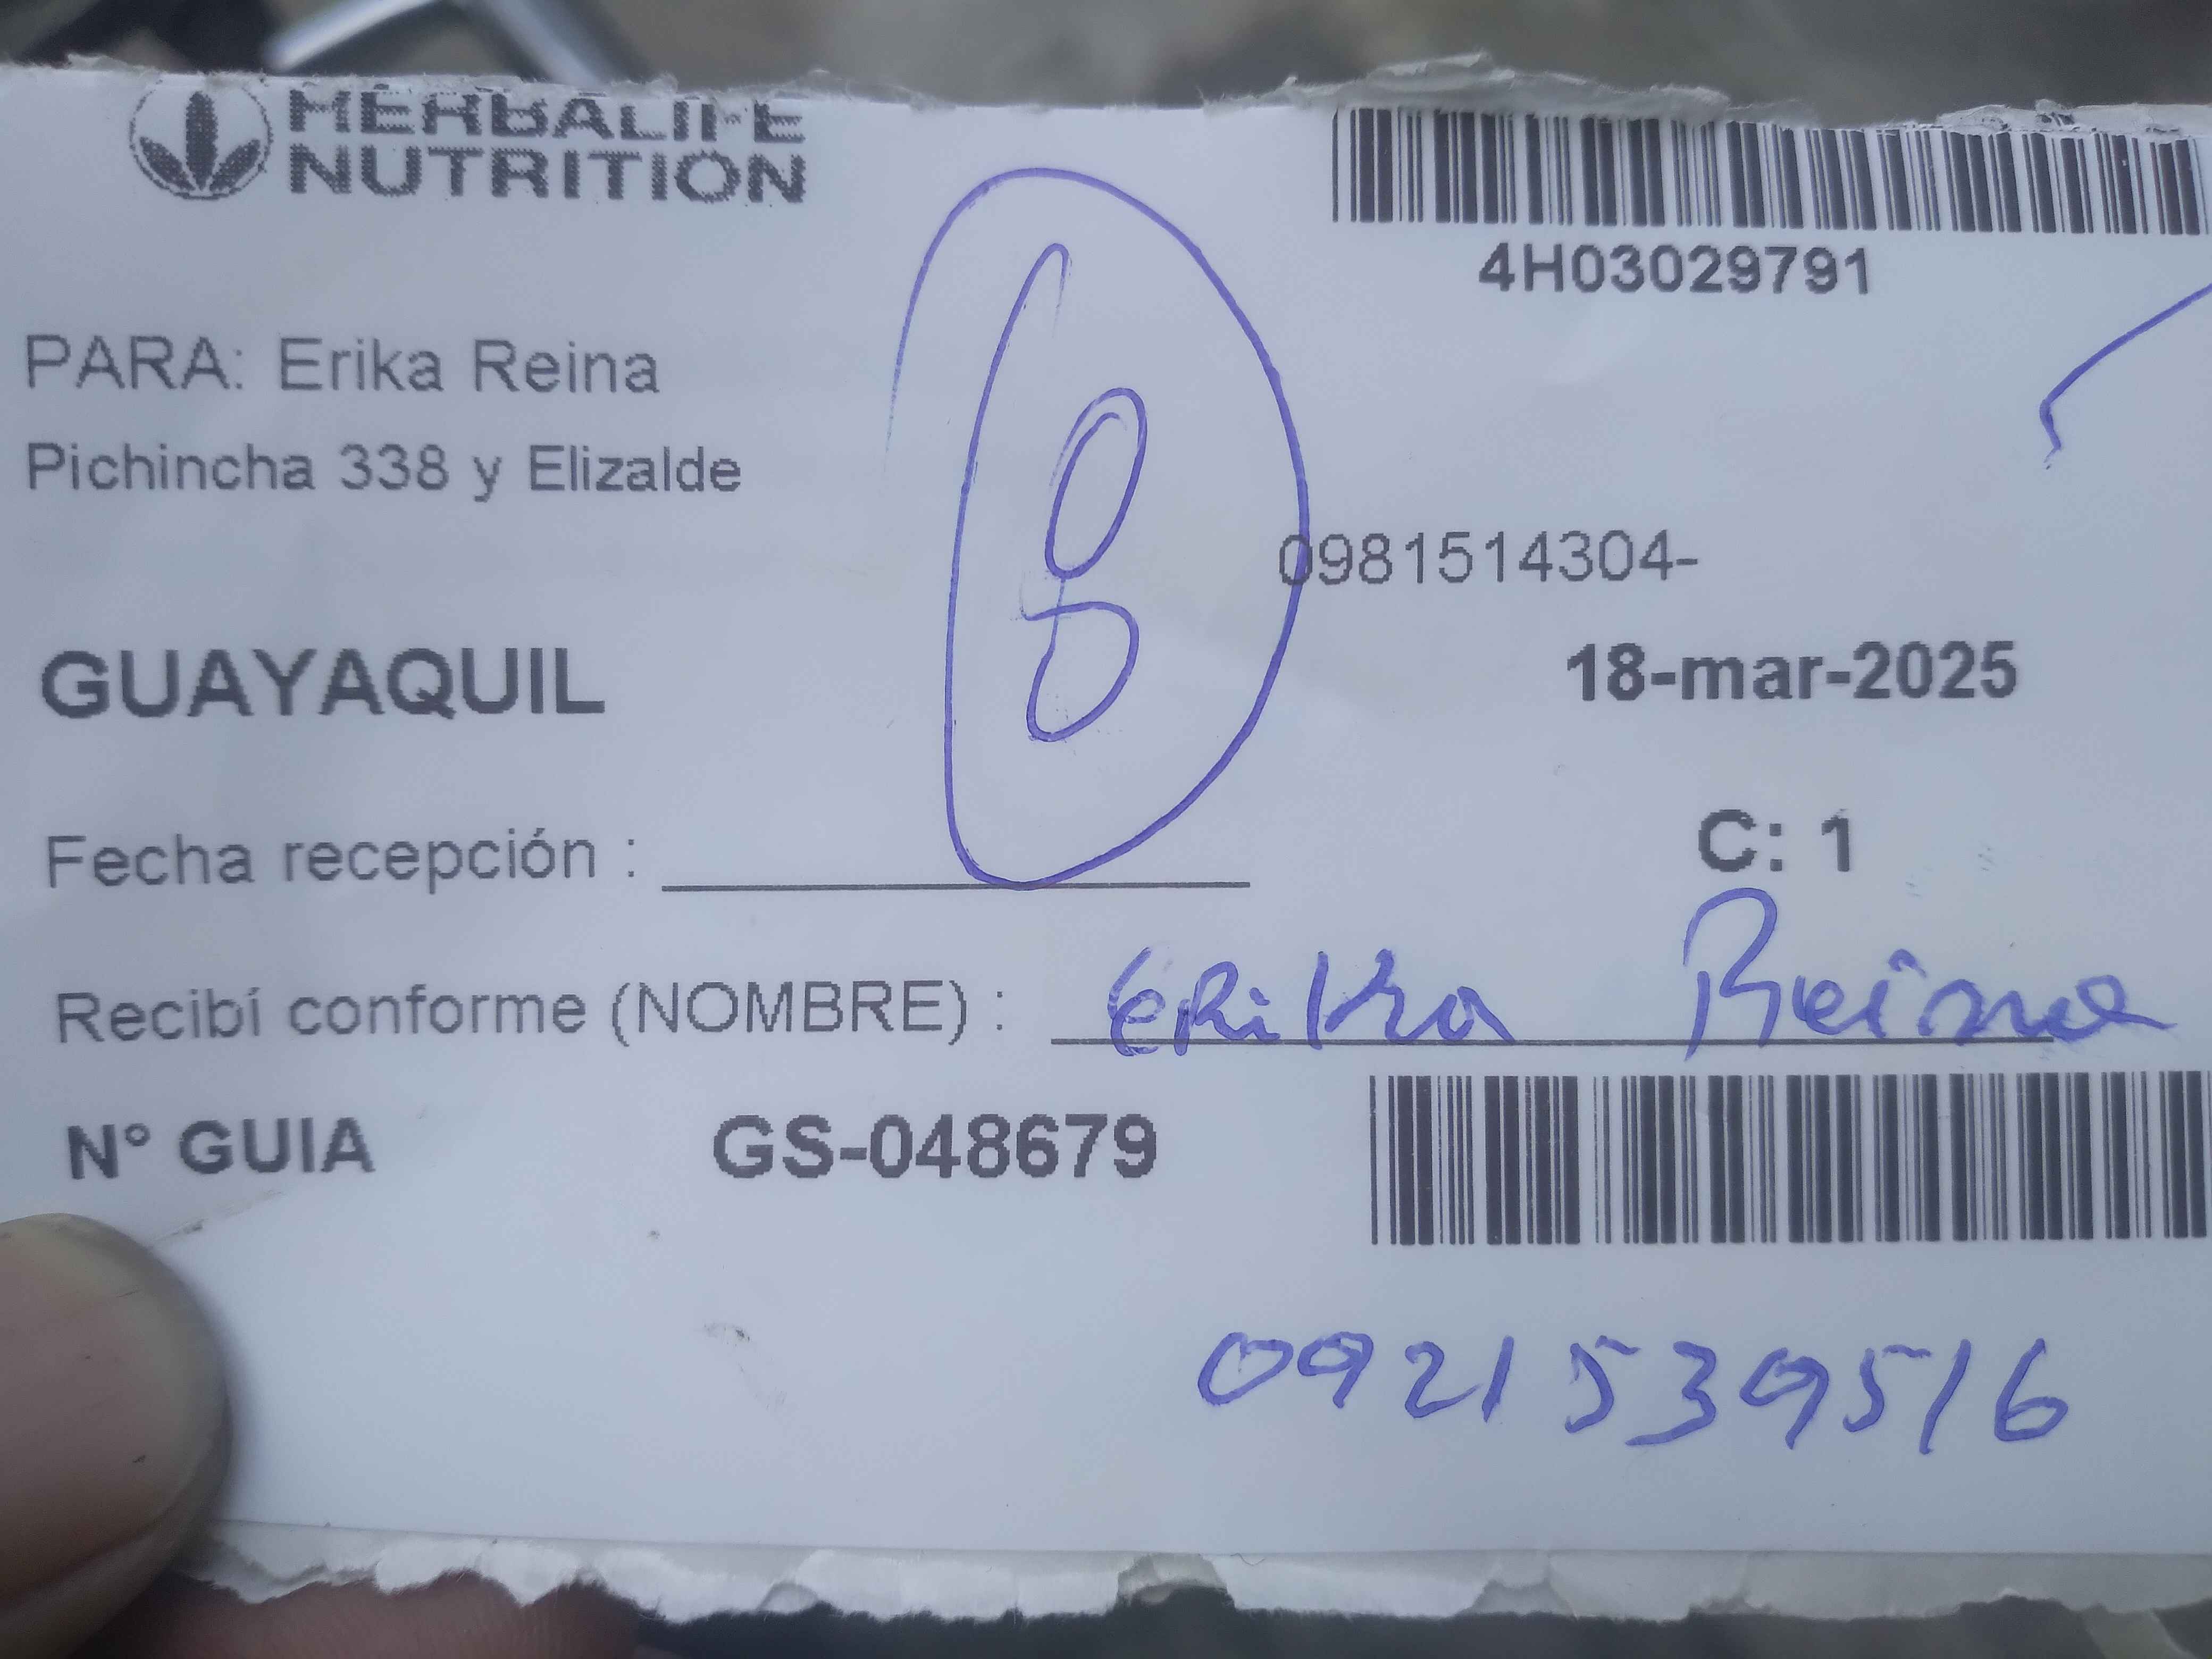 HERBALIFE
NUTRITION
4H03029791
PARA: Erika Reina
Pichincha 338 y Elizalde
8
0981514304-
GUAYAQUIL
18-mar-2025
Fecha recepción :
C: 1
Recibí conforme (NOMBRE) : Erika Reina
N° GUIA GS-048679
0921539516